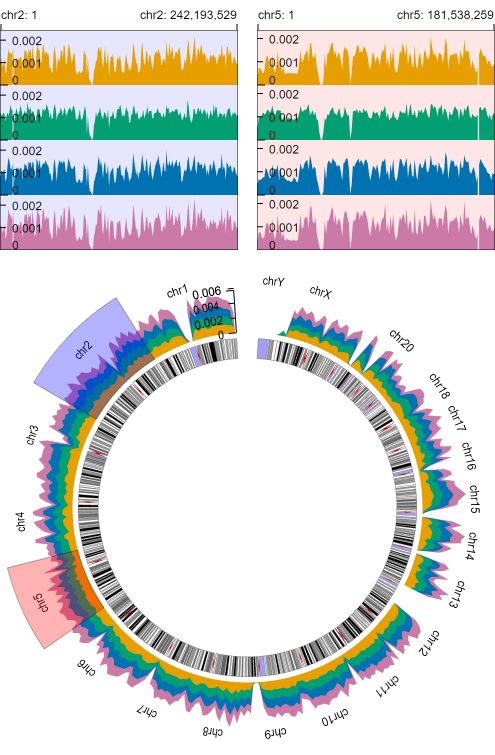 chr2: 1 chr2: 242,193,529 chr5: 1 chr5: 181,538,259
0.002 0.002
0.001 0.001
0 0
0.002 0.002
0.001 0.001
0 0
0.002 0.002
0.001 0.001
0 0
0.002 0.002
0.001 0.001
0 0
chrY
chrX
chr1
0.006
0.004
0.002
0
chr20
chr2
chr18
chr17
chr3
chr16
chr15
chr4
chr14
chr5
chr13
chr12
chr6
chr11
chr7
chr10
chr8
chr9